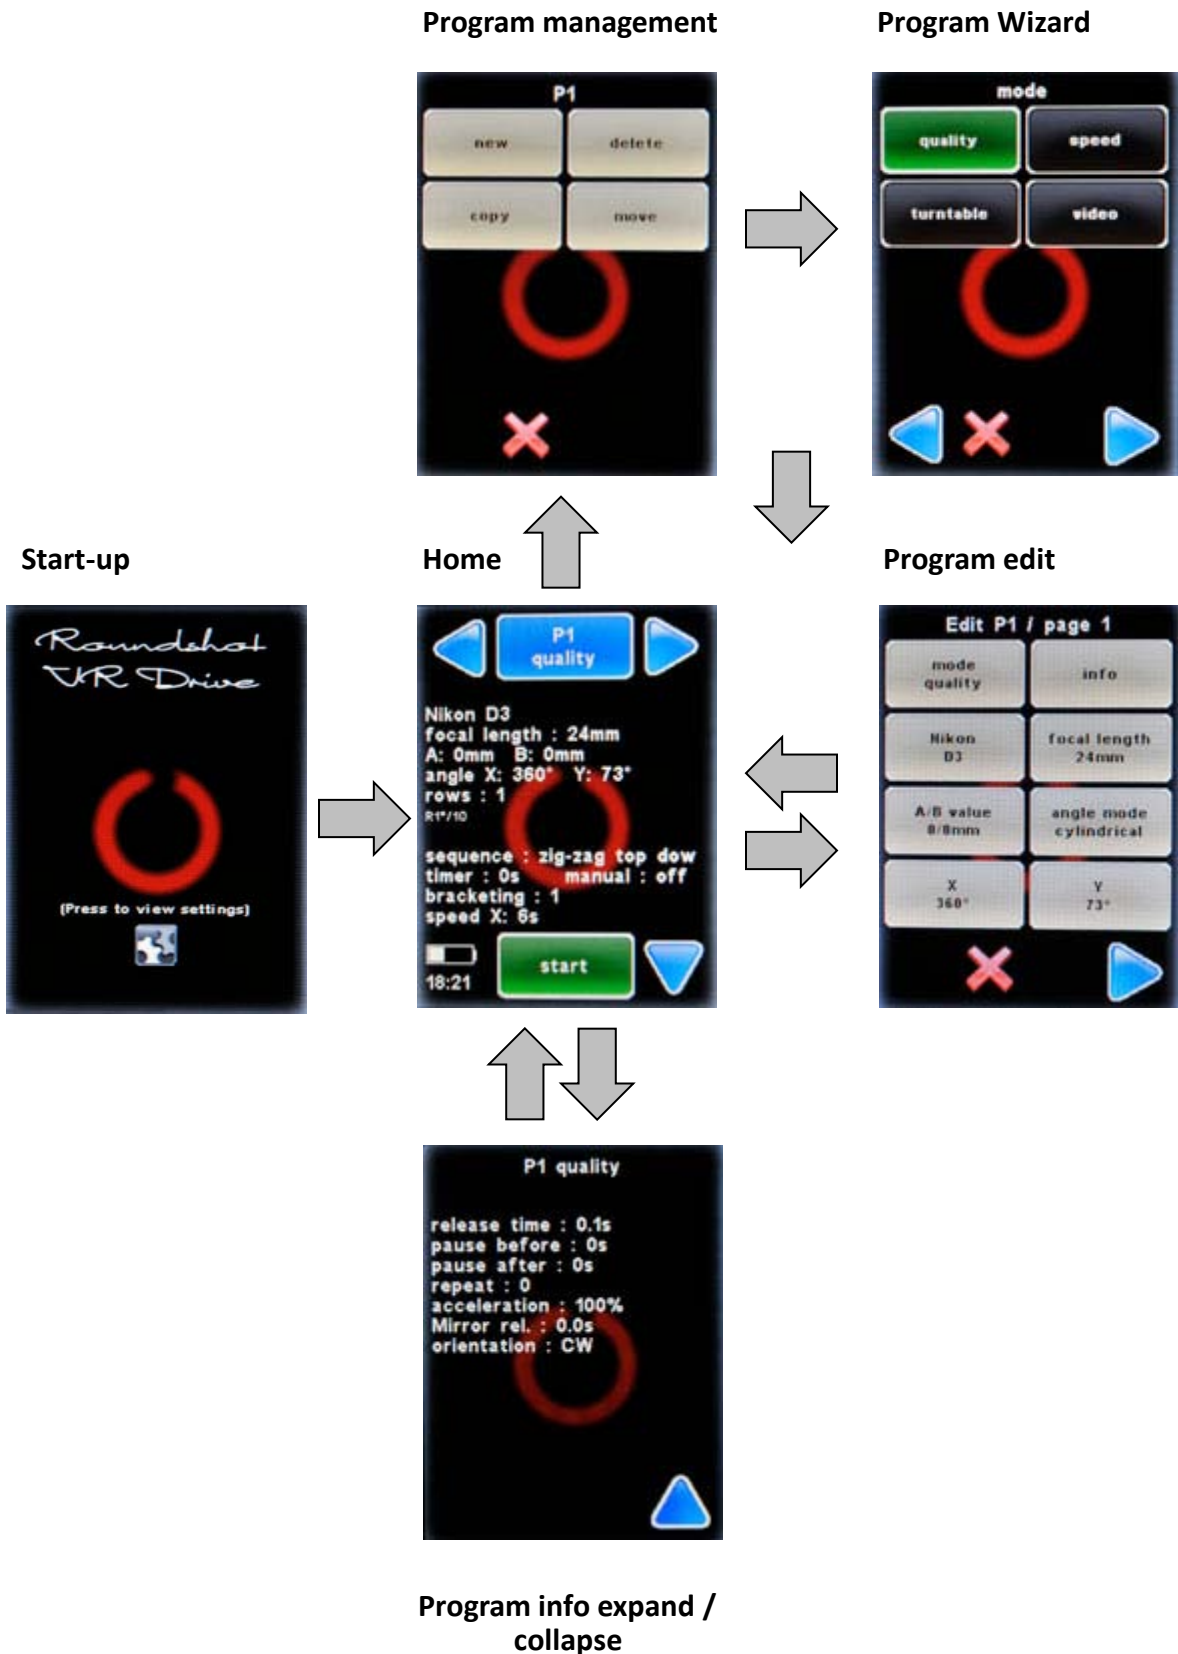 Program management
Program Wizard
P1
new
delete
copy
move
mode
quality
speed
turntable
video
Start-up
Home
Program edit
Roundshot
VR Drive
(Press to view settings)
P1
quality
Nikon D3
focal length : 24mm
A: 0mm B: 0mm
angle X: 360° Y: 73°
rows : 1
R1°/10
sequence : zig-zag top dow
timer : 0s manual : off
bracketing : 1
speed X: 6s
18:21
start
Edit P1 / page 1
mode
quality
info
Nikon
D3
focal length
24mm
A/B value
0/0mm
angle mode
cylindrical
X
360°
Y
73°
P1 quality
release time : 0.1s
pause before : 0s
pause after : 0s
repeat : 0
acceleration : 100%
Mirror rel. : 0.0s
orientation : CW
Program info expand /
collapse